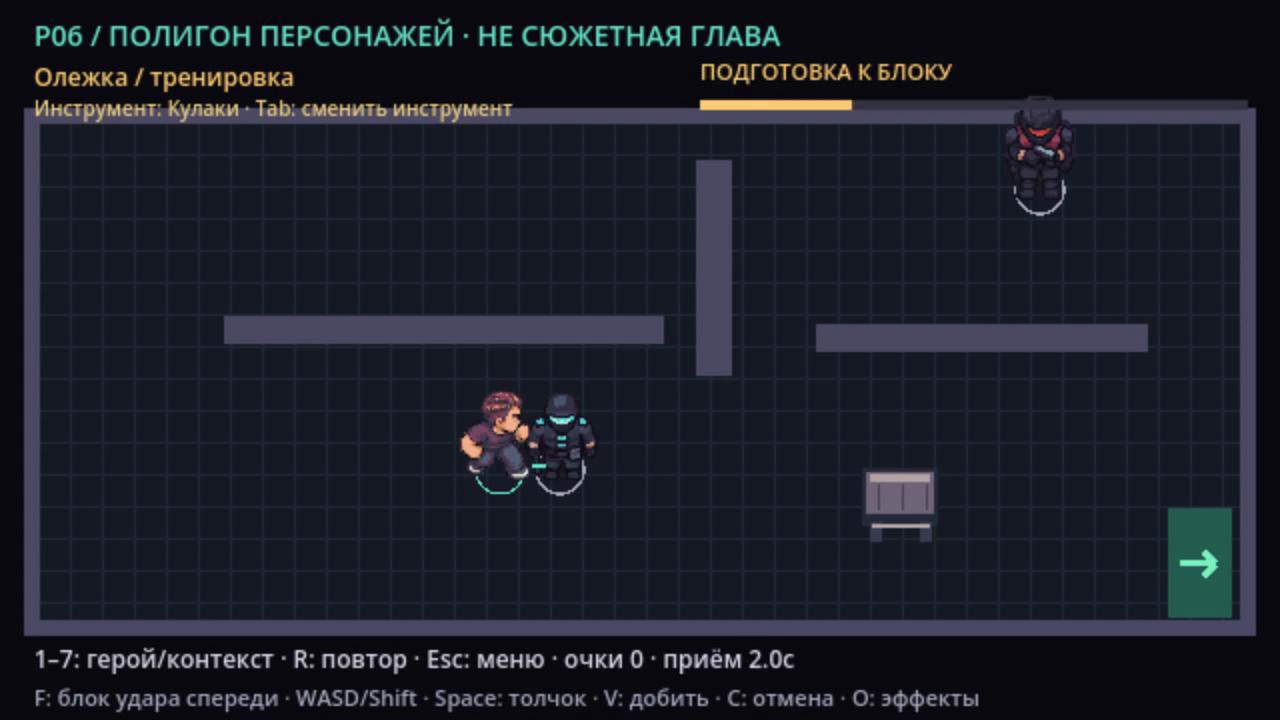 P06 / ПОЛИГОН ПЕРСОНАЖЕЙ · НЕ СЮЖЕТНАЯ ГЛАВА
Олежка / тренировка
ПОДГОТОВКА К БЛОКУ
Инструмент: Кулаки · Tab: сменить инструмент
→
1–7: герой/контекст · R: повтор · Esc: меню · очки 0 · приём 2.0с
F: блок удара спереди · WASD/Shift · Space: толчок · V: добить · C: отмена · O: эффекты